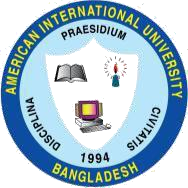 AMERICAN INTERNATIONAL UNIVERSITY
PRAESIDIUM
DISCIPLINA
CIVITATIS
1994
BANGLADESH